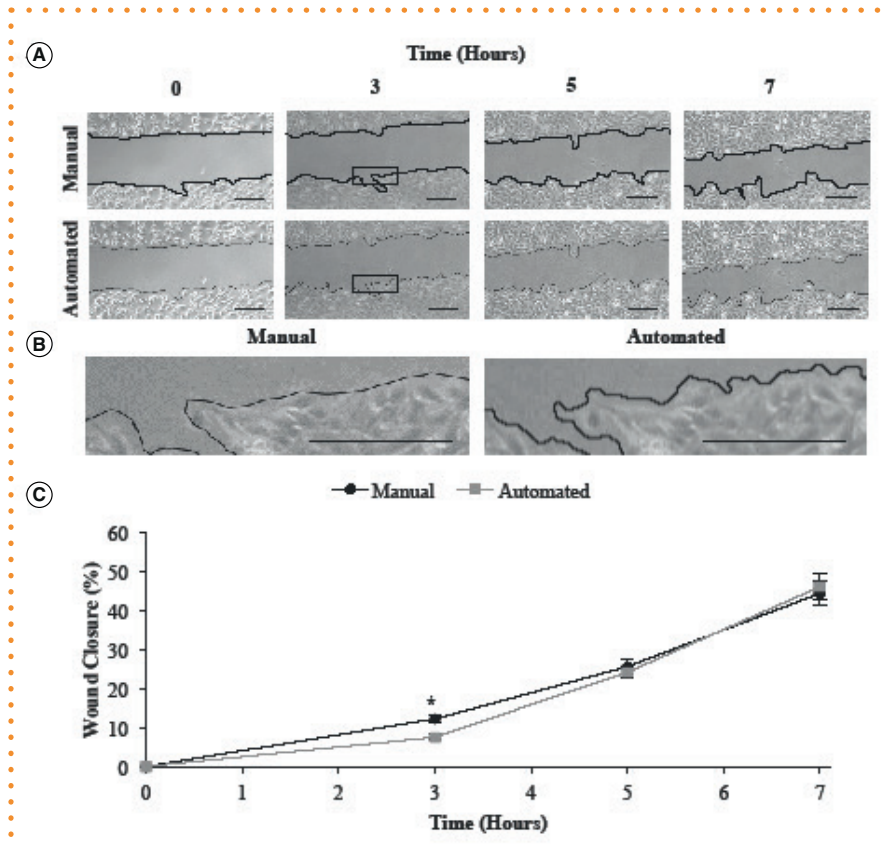 A
Time (Hours)
0 3 5 7
Manual
Automated
B
Manual Automated
C
Manual Automated
Wound Closure (%)
60
50
40
30
20
10
0
*
0 1 2 3 4 5 6 7
Time (Hours)